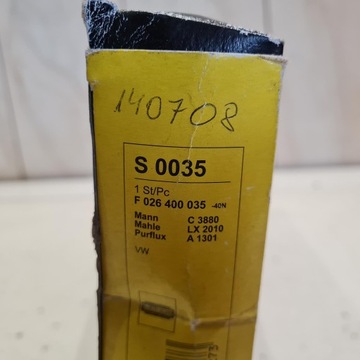 140708
S 0035
1 St/Pc
F 026 400 035 -40N
Mann C 3880
Mahle LX 2010
Purflux A 1301
VW